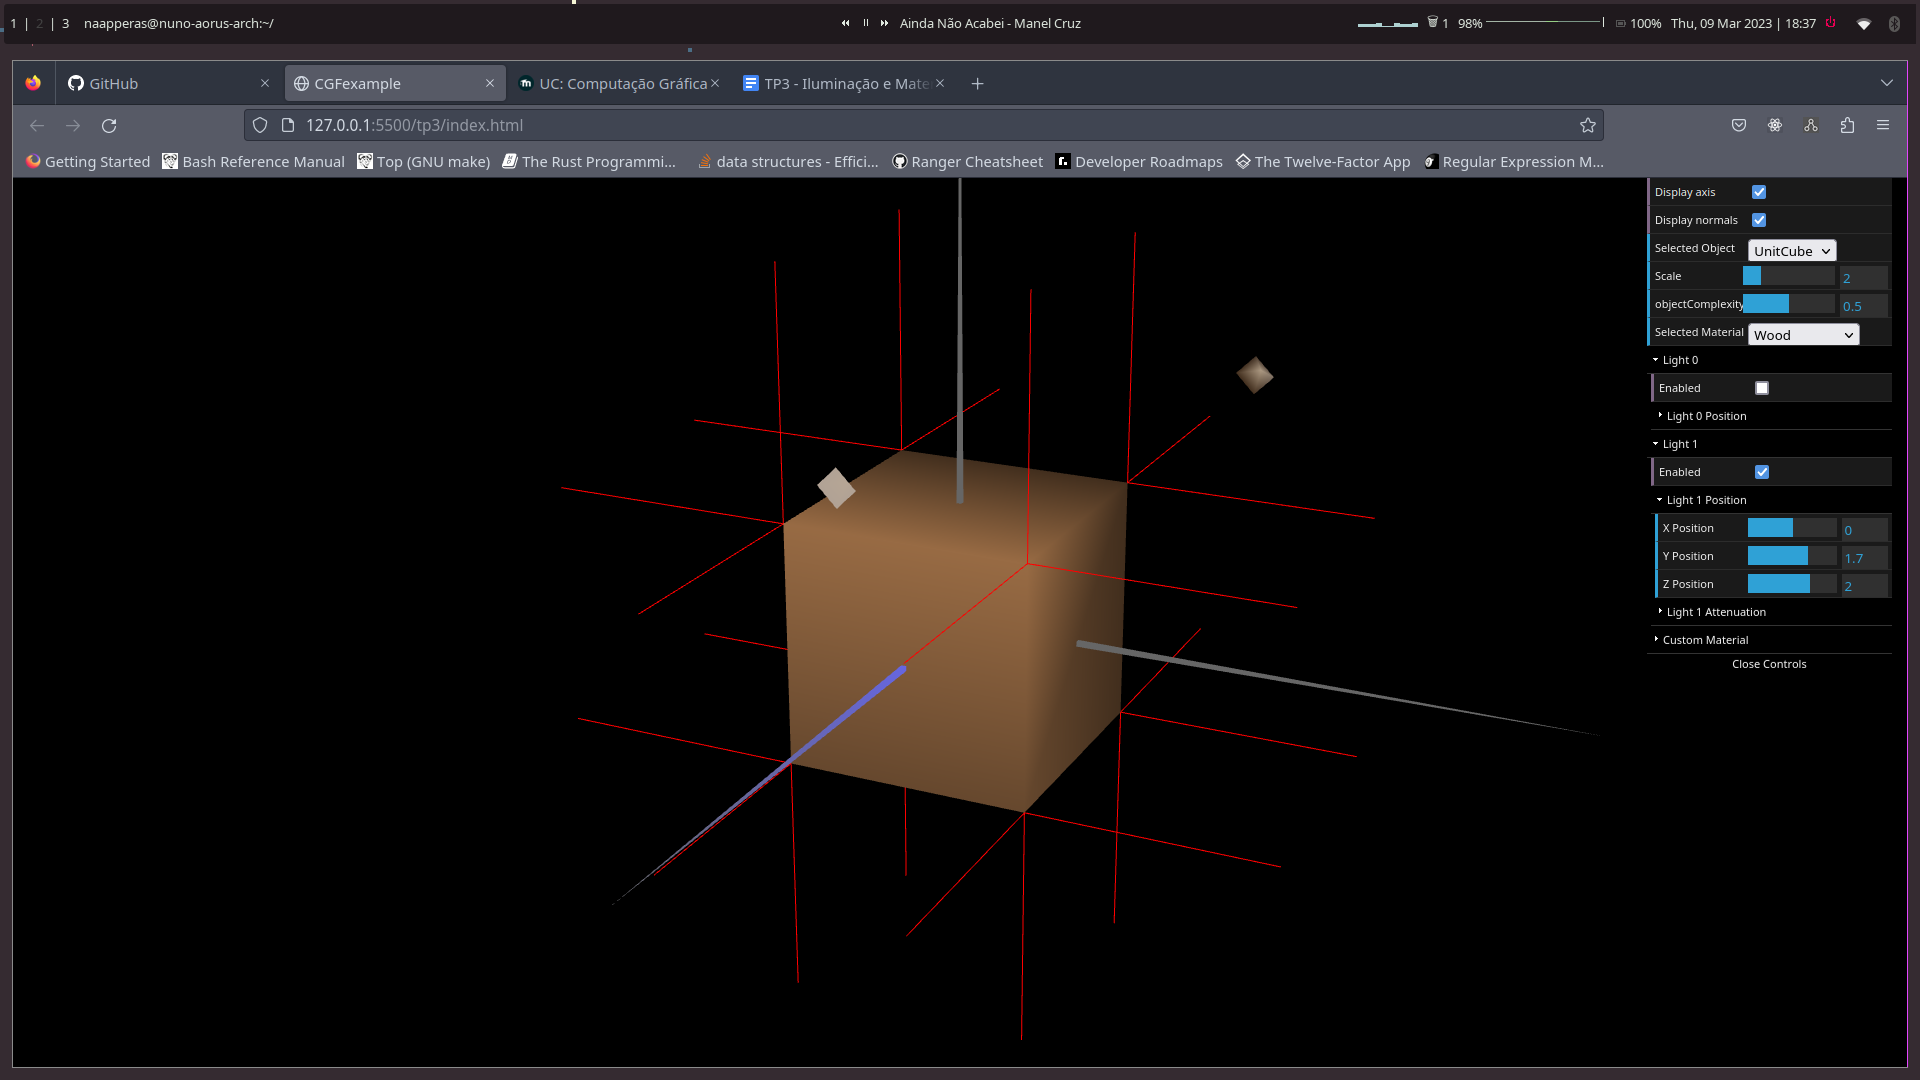 1 | 2 | 3 naapperas@nuno-aorus-arch:~/ Ainda Não Acabei - Manel Cruz 1 98% 100% Thu, 09 Mar 2023 | 18:37
GitHub CGFexample UC: Computação Gráfica TP3 - Iluminação e Mate
127.0.0.1:5500/tp3/index.html
Getting Started Bash Reference Manual Top (GNU make) The Rust Programmi... data structures - Effici... Ranger Cheatsheet Developer Roadmaps The Twelve-Factor App Regular Expression M...
Display axis
Display normals
Selected Object UnitCube
Scale 2
objectComplexity 0.5
Selected Material Wood
Light 0
Enabled
Light 0 Position
Light 1
Enabled
Light 1 Position
X Position 0
Y Position 1.7
Z Position 2
Light 1 Attenuation
Custom Material
Close Controls